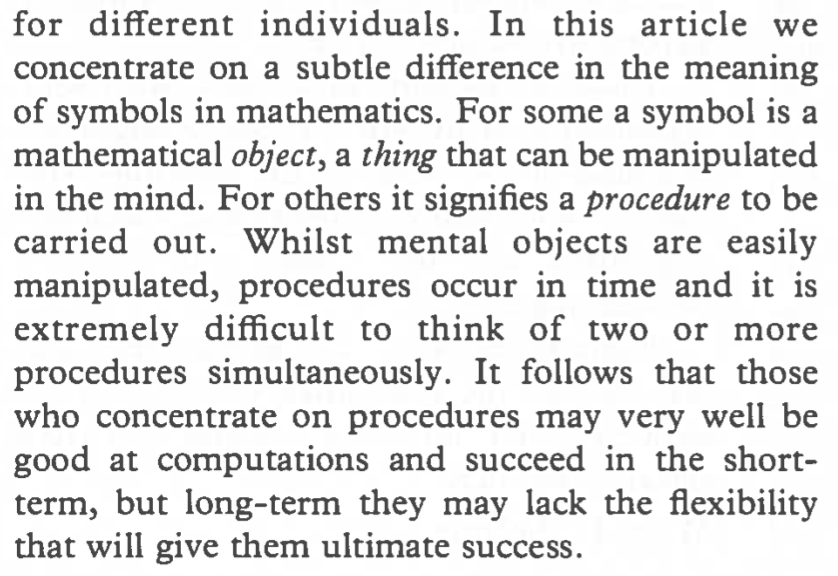 for different individuals. In this article we
concentrate on a subtle difference in the meaning
of symbols in mathematics. For some a symbol is a
mathematical object, a thing that can be manipulated
in the mind. For others it signifies a procedure to be
carried out. Whilst mental objects are easily
manipulated, procedures occur in time and it is
extremely difficult to think of two or more
procedures simultaneously. It follows that those
who concentrate on procedures may very well be
good at computations and succeed in the short-
term, but long-term they may lack the flexibility
that will give them ultimate success.